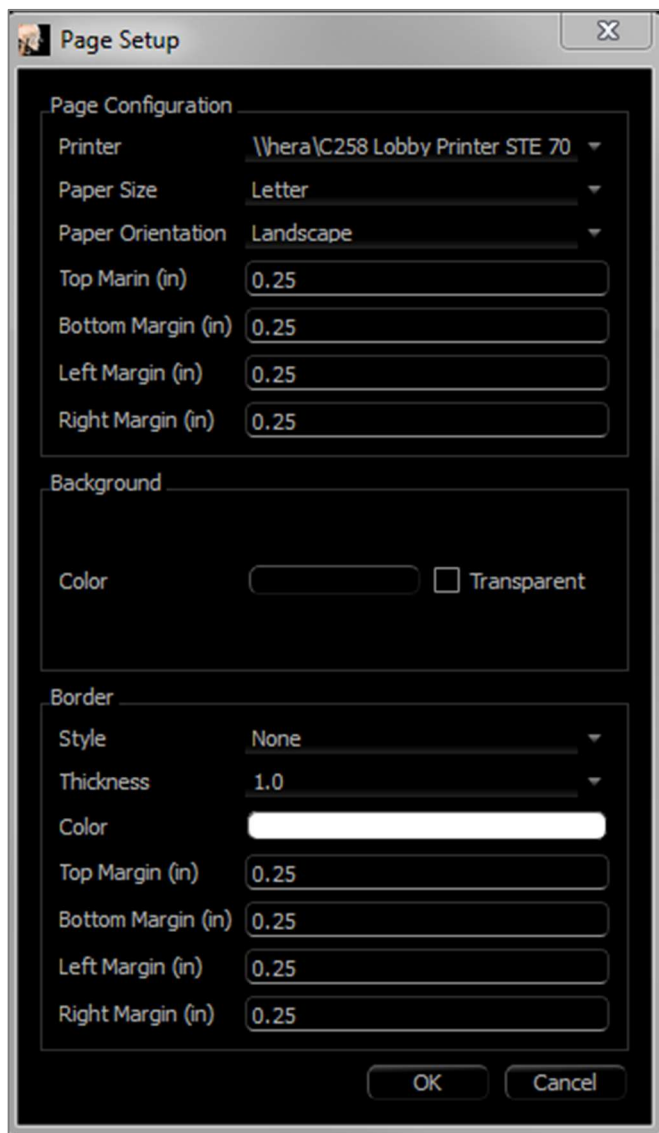 Page Setup
Page Configuration
Printer \\hera\C258 Lobby Printer STE 70
Paper Size Letter
Paper Orientation Landscape
Top Marin (in) 0.25
Bottom Margin (in) 0.25
Left Margin (in) 0.25
Right Margin (in) 0.25
Background
Color Transparent
Border
Style None
Thickness 1.0
Color
Top Margin (in) 0.25
Bottom Margin (in) 0.25
Left Margin (in) 0.25
Right Margin (in) 0.25
OK Cancel